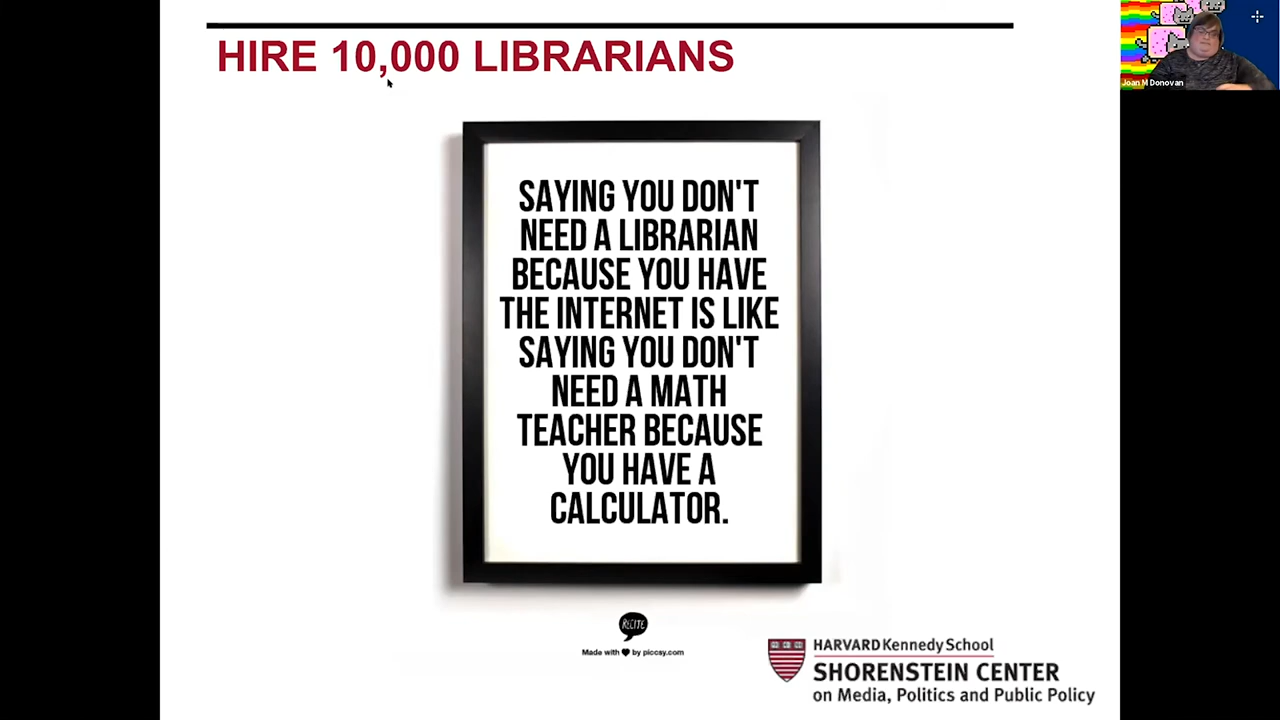 HIRE 10,000 LIBRARIANS
Joan M Donovan
SAYING YOU DON'T
NEED A LIBRARIAN
BECAUSE YOU HAVE
THE INTERNET IS LIKE
SAYING YOU DON'T
NEED A MATH
TEACHER BECAUSE
YOU HAVE A
CALCULATOR.
RECITE
Made with ♥ by piccsy.com
HARVARD Kennedy School
SHORENSTEIN CENTER
on Media, Politics and Public Policy